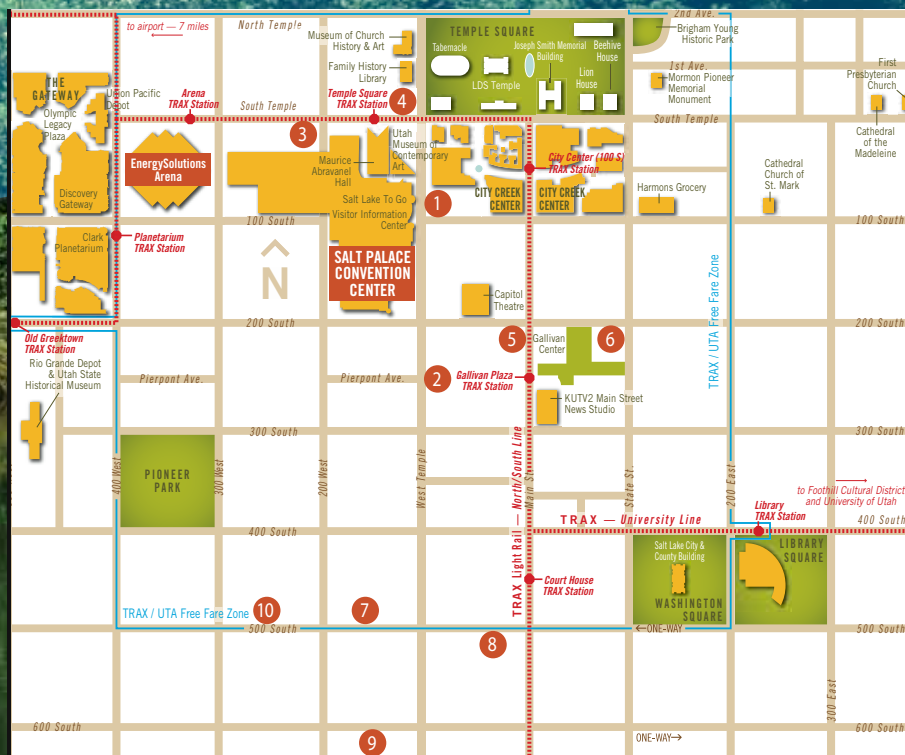 to airport — 7 miles
North Temple
2nd Ave.
Museum of Church
History & Art
TEMPLE SQUARE
Tabernacle
Joseph Smith Memorial
Building
Beehive
House
Brigham Young
Historic Park
Family History
Library
LDS Temple
Lion
House
1st Ave.
Mormon Pioneer
Memorial
Monument
First
Presbyterian
Church
THE
GATEWAY
Union Pacific
Depot
Arena
TRAX Station
Temple Square
TRAX Station
4
South Temple
South Temple
Olympic
Legacy
Plaza
3
Utah
Museum of
Contemporary
Art
Cathedral
of the
Madeleine
EnergySolutions
Arena
Maurice
Abravanel
Hall
City Center (100 S)
TRAX Station
Cathedral
Church of
St. Mark
Discovery
Gateway
Salt Lake To Go
Visitor Information
Center
1
CITY CREEK
CENTER
CITY CREEK
CENTER
Harmons Grocery
100 South
100 South
Clark
Planetarium
Planetarium
TRAX Station
N
SALT PALACE
CONVENTION
CENTER
Capitol
Theatre
TRAX / UTA Free Fare Zone
200 South
200 South
Old Greektown
TRAX Station
5
Gallivan
Center
6
Rio Grande Depot
& Utah State
Historical Museum
Pierpont Ave.
Pierpont Ave.
2
Gallivan Plaza
TRAX Station
KUTV2 Main Street
News Studio
300 South
300 South
PIONEER
PARK
400 West
300 West
200 West
West Temple
TRAX Light Rail — North/South Line
Main St.
State St.
200 East
to Foothill Cultural District
and University of Utah
Library
TRAX Station
400 South
TRAX — University Line
400 South
Salt Lake City &
County Building
LIBRARY
SQUARE
Court House
TRAX Station
WASHINGTON
SQUARE
TRAX / UTA Free Fare Zone
10
7
500 South
←ONE-WAY
500 South
8
300 East
600 South
9
ONE-WAY→
600 South